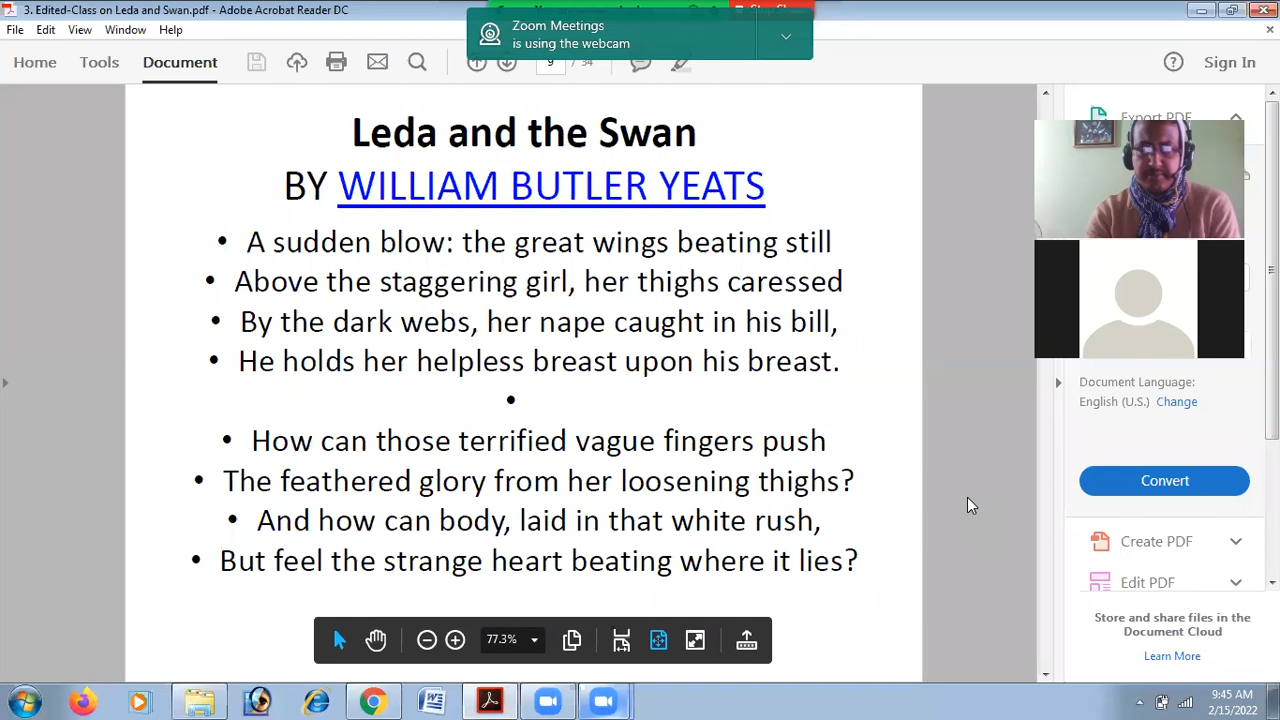 3. Edited-Class on Leda and Swan.pdf - Adobe Acrobat Reader DC
Zoom Meetings
is using the webcam
File Edit View Window Help
Home Tools Document
9 / 34
Sign In
Leda and the Swan
BY WILLIAM BUTLER YEATS
• A sudden blow: the great wings beating still
• Above the staggering girl, her thighs caressed
• By the dark webs, her nape caught in his bill,
• He holds her helpless breast upon his breast.
•
• How can those terrified vague fingers push
• The feathered glory from her loosening thighs?
• And how can body, laid in that white rush,
• But feel the strange heart beating where it lies?
77.3%
Export PDF
Document Language:
English (U.S.) Change
Convert
Create PDF
Edit PDF
Store and share files in the
Document Cloud
Learn More
9:45 AM
2/15/2022